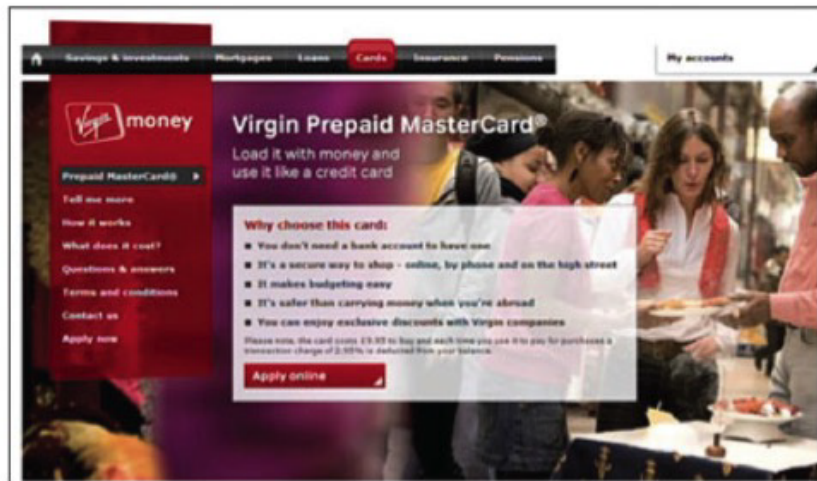 Savings & investments Mortgages Loans Cards Insurance Pensions
My accounts
Virgin money
Prepaid MasterCard®
Tell me more
How it works
What does it cost?
Questions & answers
Terms and conditions
Contact us
Apply now
Virgin Prepaid MasterCard®
Load it with money and
use it like a credit card
Why choose this card:
You don't need a bank account to have one
It's a secure way to shop - online, by phone and on the high street
It makes budgeting easy
It's safer than carrying money when you're abroad
You can enjoy exclusive discounts with Virgin companies
Please note, the card costs to buy and each time you use it to pay for purchases a
transaction charge of 2.95% is deducted from your balance.
Apply online